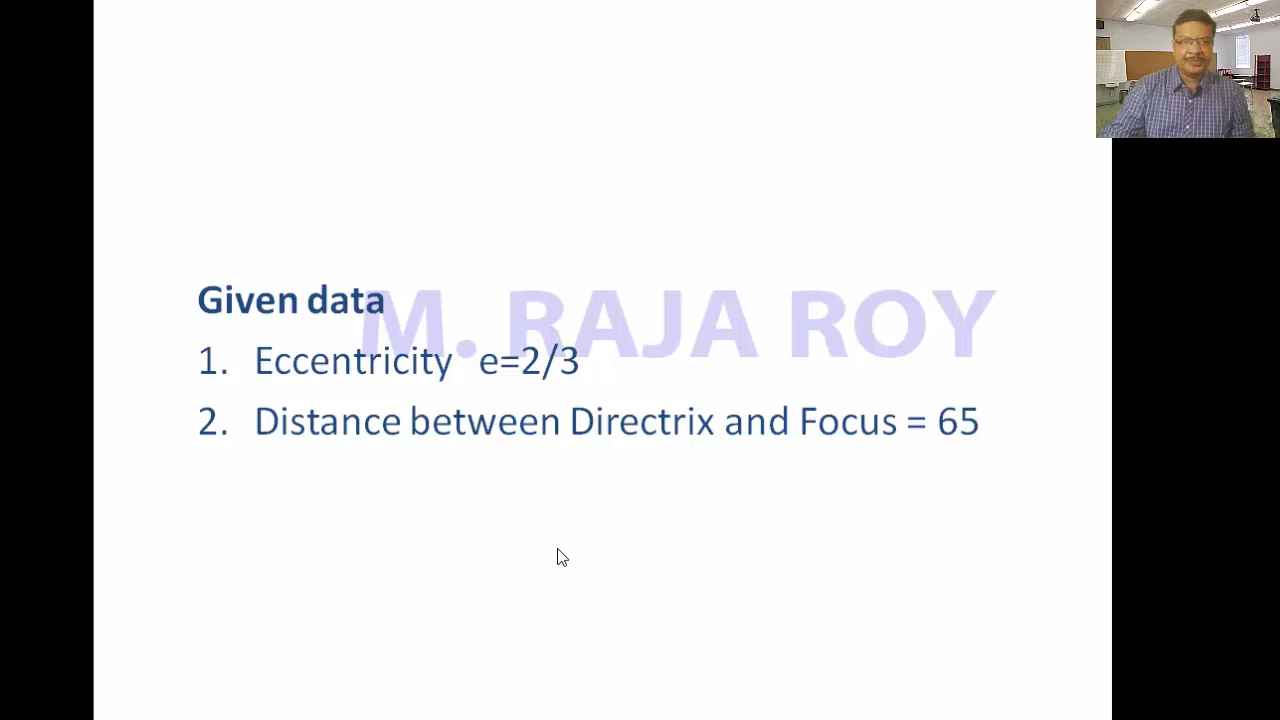 M. RAJA ROY
Given data
1. Eccentricity e=2/3
2. Distance between Directrix and Focus = 65